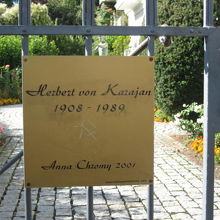 Herbert von Karajan
1908 - 1989
Anna Chromy 2001